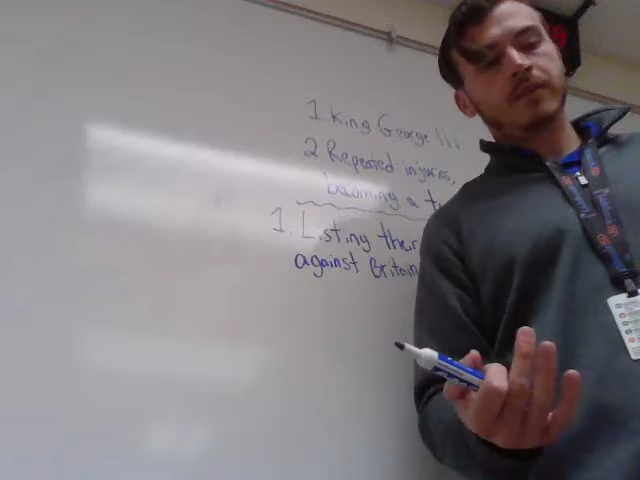 1 King George III
2 Repeated injuries,
becoming a
1. Listing their
against Britain